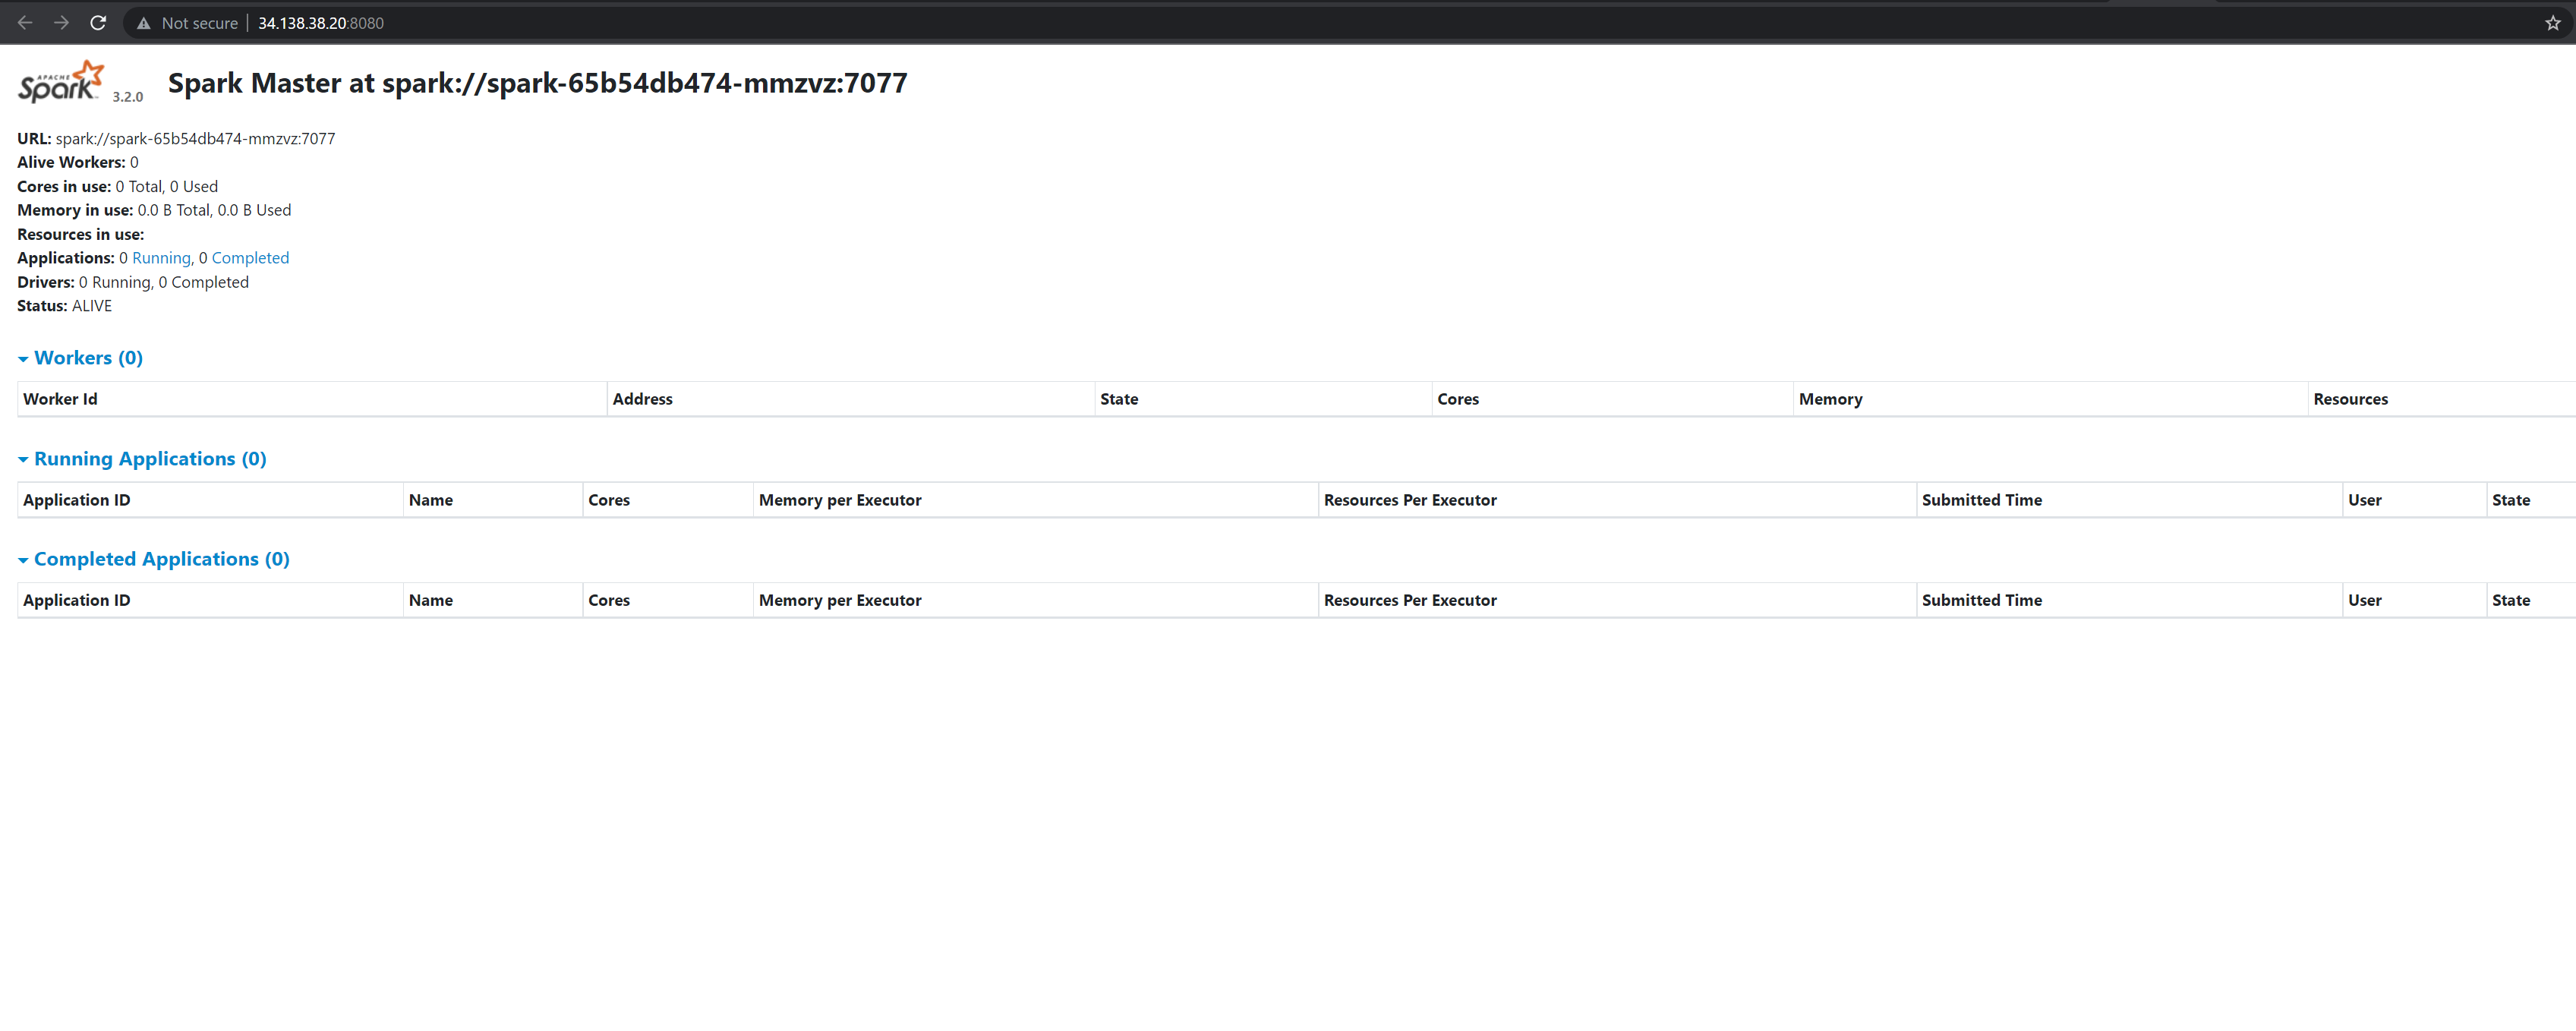 Not secure | 34.138.38.20:8080
APACHE Spark 3.2.0 Spark Master at spark://spark-65b54db474-mmzvz:7077
URL: spark://spark-65b54db474-mmzvz:7077
Alive Workers: 0
Cores in use: 0 Total, 0 Used
Memory in use: 0.0 B Total, 0.0 B Used
Resources in use:
Applications: 0 Running, 0 Completed
Drivers: 0 Running, 0 Completed
Status: ALIVE
Workers (0)
Worker Id Address State Cores Memory Resources
Running Applications (0)
Application ID Name Cores Memory per Executor Resources Per Executor Submitted Time User State
Completed Applications (0)
Application ID Name Cores Memory per Executor Resources Per Executor Submitted Time User State